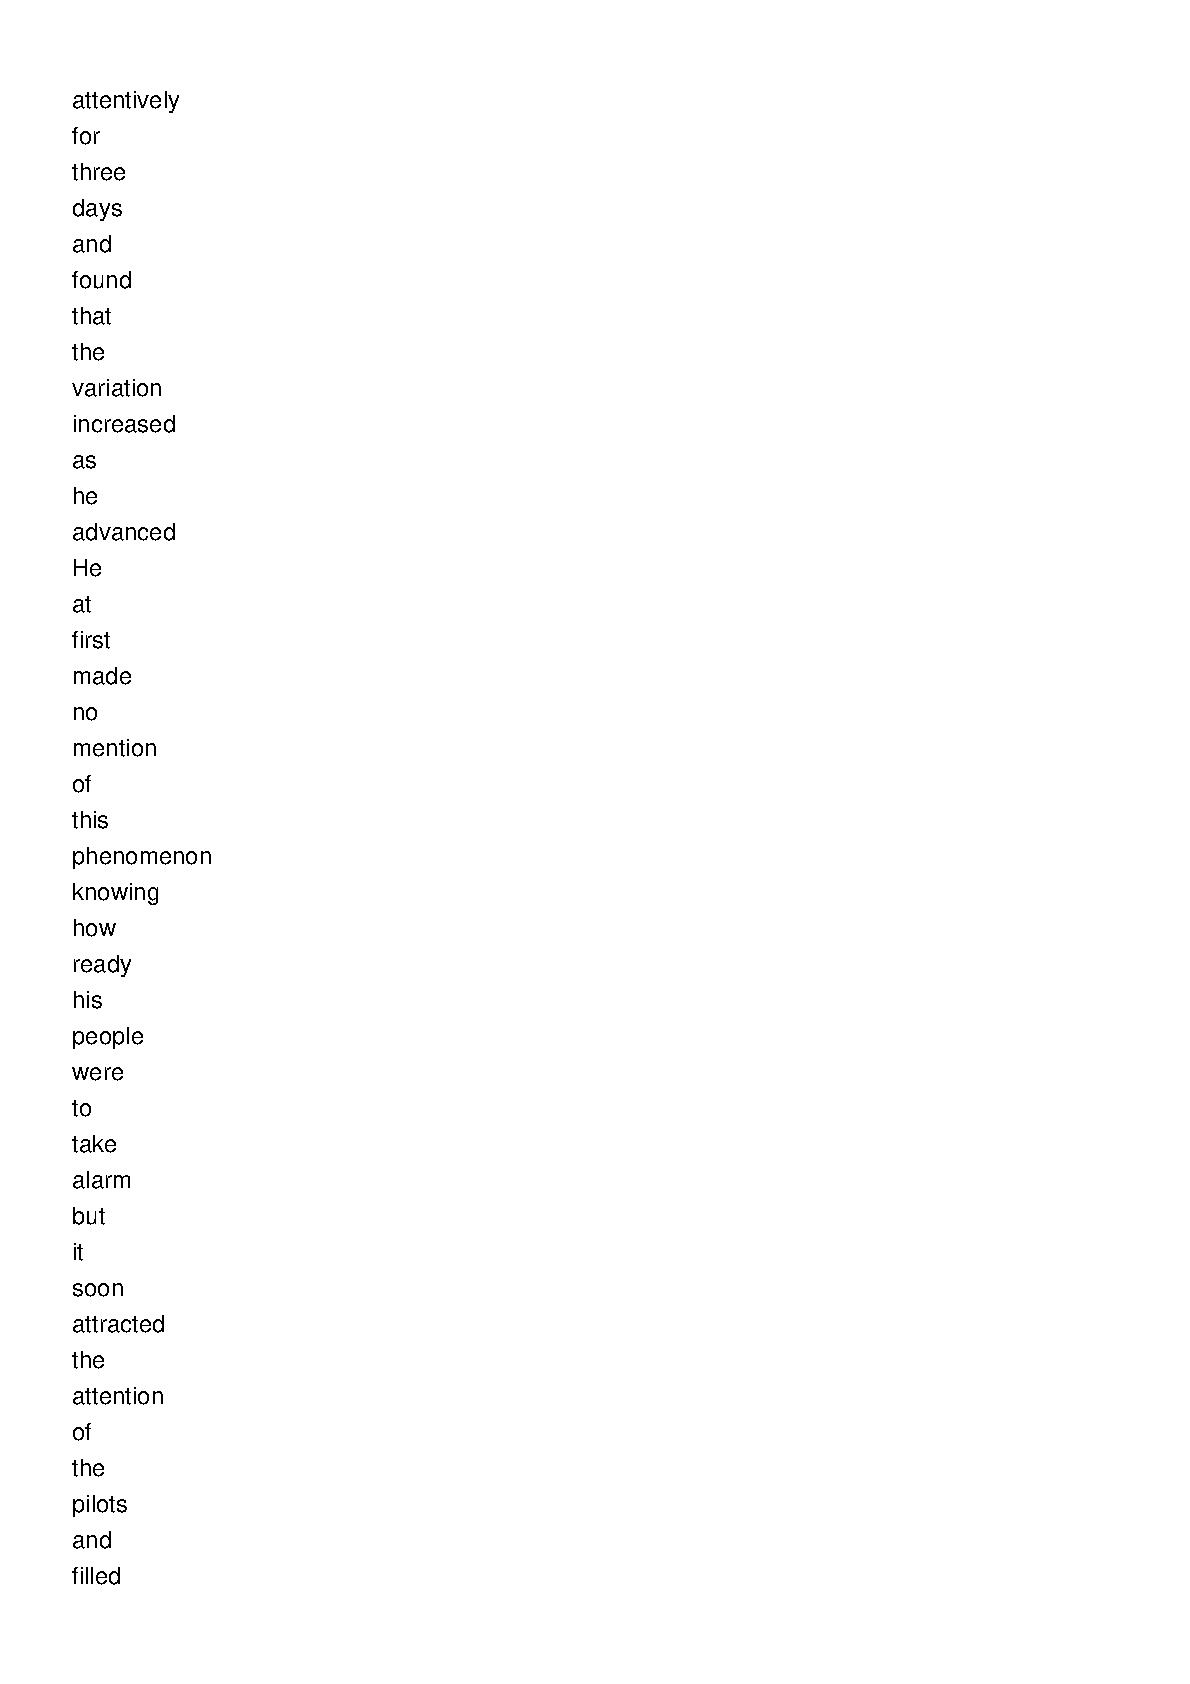 attentively
for
three
days
and
found
that
the
variation
increased
as
he
advanced
He
at
first
made
no
mention
of
this
phenomenon
knowing
how
ready
his
people
were
to
take
alarm
but
it
soon
attracted
the
attention
of
the
pilots
and
filled